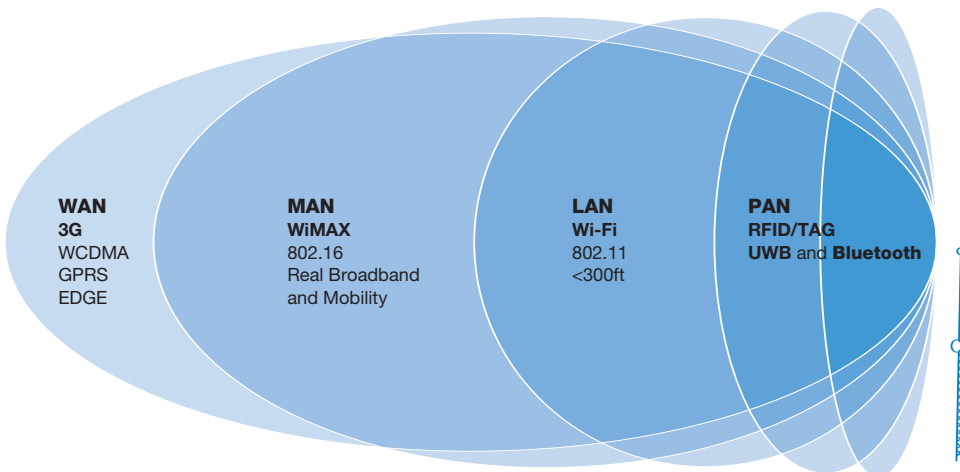 WAN
3G
WCDMA
GPRS
EDGE
MAN
WiMAX
802.16
Real Broadband
and Mobility
LAN
Wi-Fi
802.11
<300ft
PAN
RFID/TAG
UWB and Bluetooth